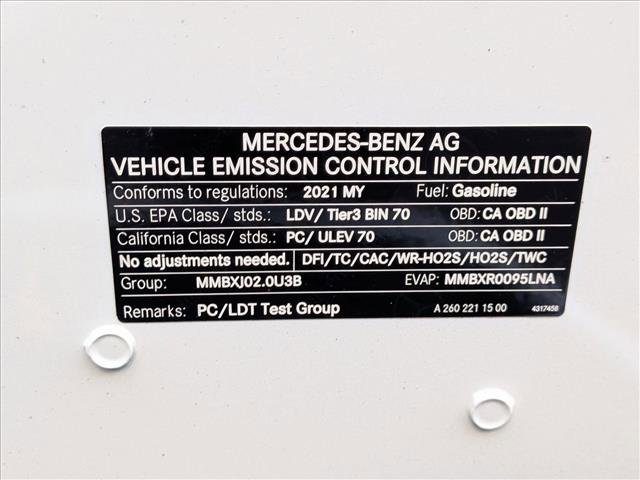 MERCEDES-BENZ AG
VEHICLE EMISSION CONTROL INFORMATION
Conforms to regulations: 2021 MY Fuel: Gasoline
U.S. EPA Class/ stds.: LDV/ Tier3 BIN 70 OBD: CA OBD II
California Class/ stds.: PC/ ULEV 70 OBD: CA OBD II
No adjustments needed. DFI/TC/CAC/WR-HO2S/HO2S/TWC
Group: MMBXJ02.0U3B EVAP: MMBXR0095LNA
Remarks: PC/LDT Test Group A 260 221 15 00 4317458